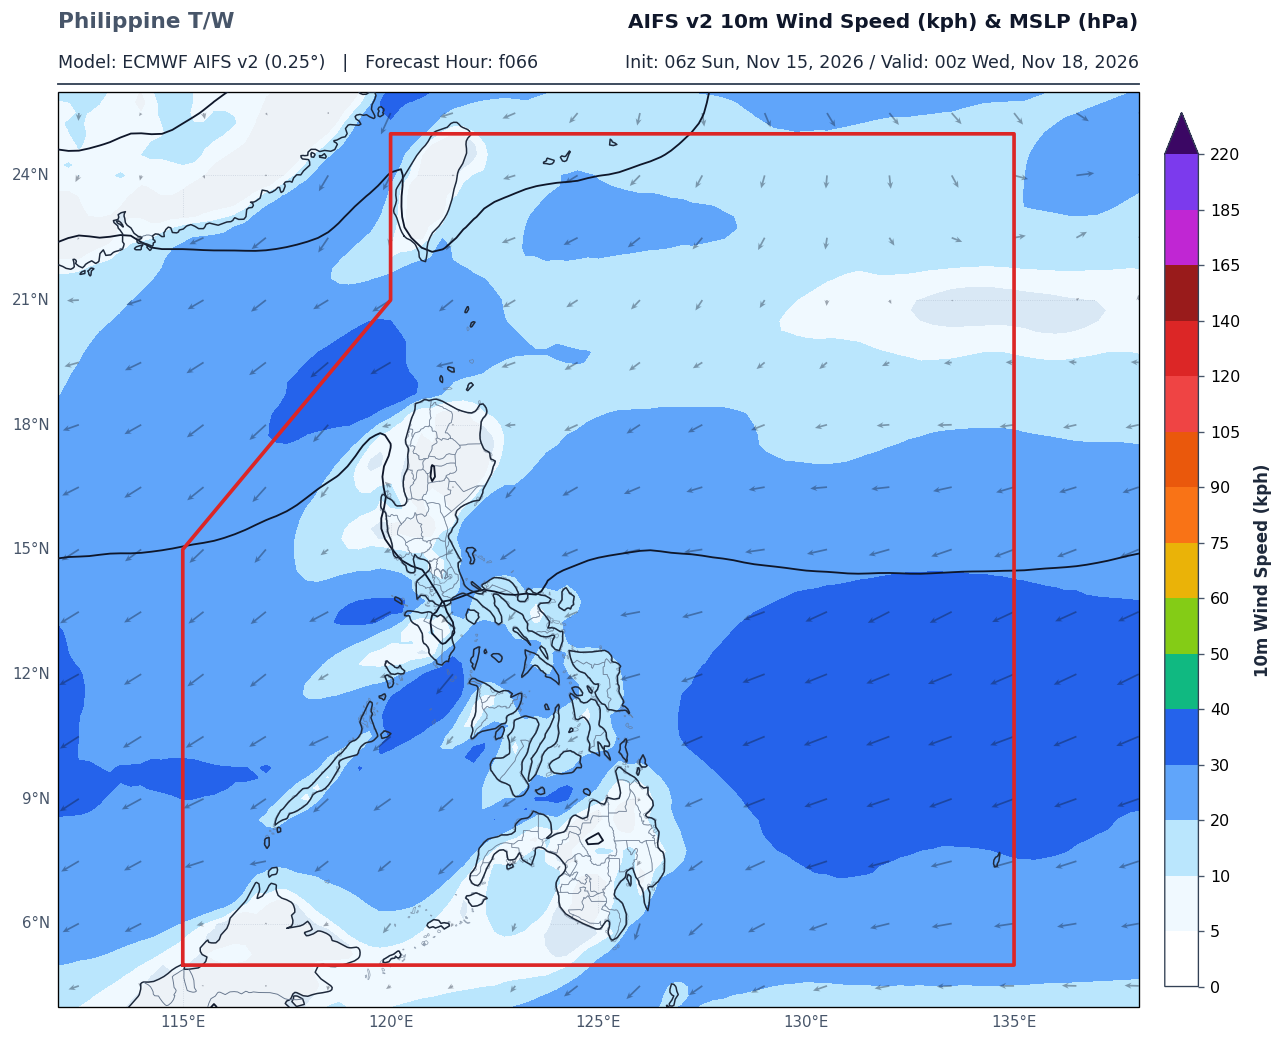 Philippine T/W
AIFS v2 10m Wind Speed (kph) & MSLP (hPa)
Model: ECMWF AIFS v2 (0.25°)   |   Forecast Hour: f066
Init: 06z Sun, Nov 15, 2026 / Valid: 00z Wed, Nov 18, 2026
24°N
21°N
18°N
15°N
12°N
9°N
6°N
115°E
120°E
125°E
130°E
135°E
220
185
165
140
120
105
90
75
60
50
40
30
20
10
5
0
10m Wind Speed (kph)